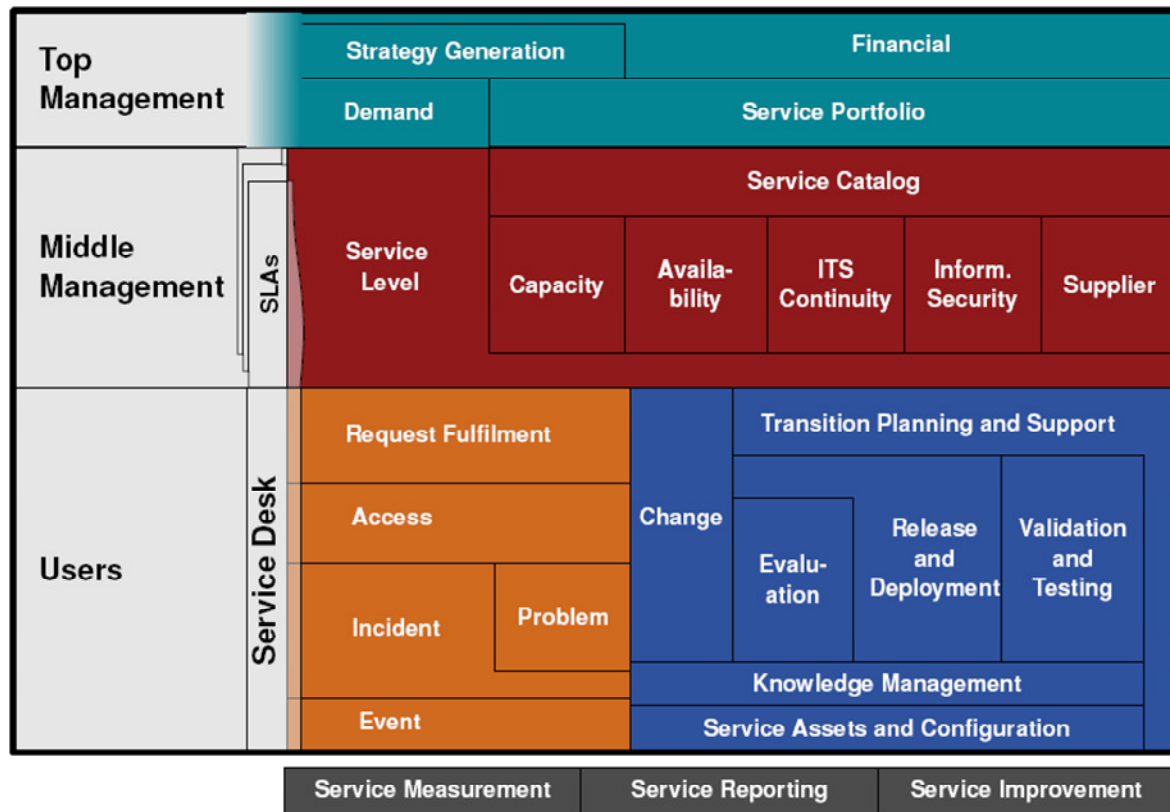 Top
Management
Strategy Generation
Financial
Demand
Service Portfolio
Middle
Management
SLAs
Service
Level
Service Catalog
Capacity
Availa-
bility
ITS
Continuity
Inform.
Security
Supplier
Users
Service Desk
Request Fulfilment
Access
Incident
Problem
Event
Change
Transition Planning and Support
Evalu-
ation
Release
and
Deployment
Validation
and
Testing
Knowledge Management
Service Assets and Configuration
Service Measurement
Service Reporting
Service Improvement